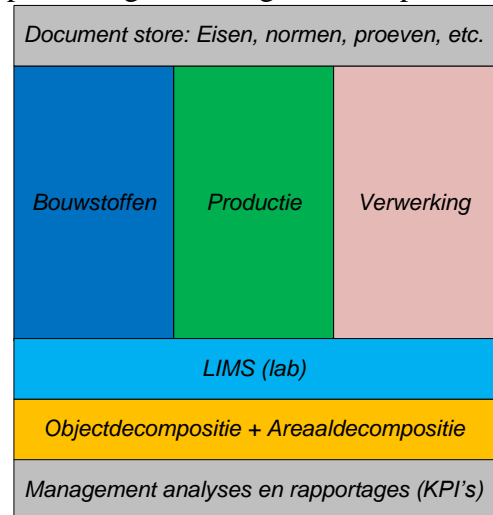 Document store: Eisen, normen, proeven, etc.
Bouwstoffen
Productie
Verwerking
LIMS (lab)
Objectdecompositie + Areaaldecompositie
Management analyses en rapportages (KPI's)